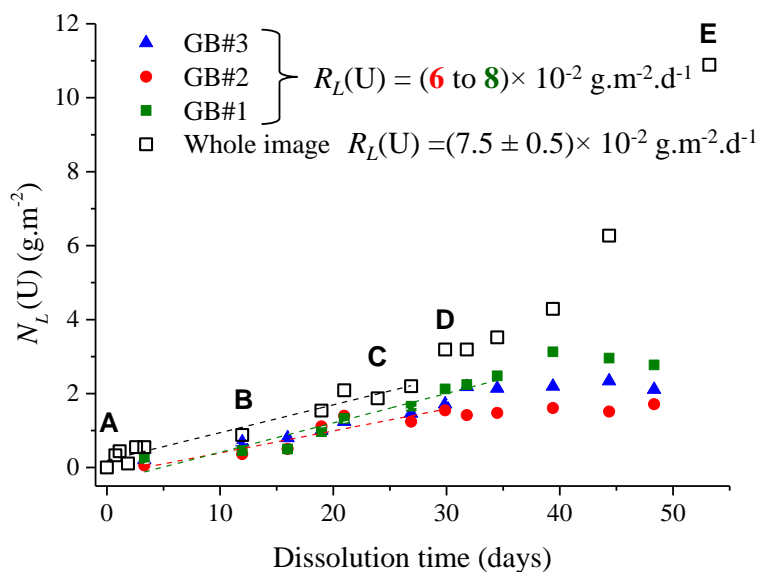 12
10
8
6
4
2
0
N_L(U) (g.m⁻²)
GB#3
GB#2
GB#1
R_L(U) = (6 to 8)× 10⁻² g.m⁻².d⁻¹
Whole image R_L(U) =(7.5 ± 0.5)× 10⁻² g.m⁻².d⁻¹
A
B
C
D
E
0 10 20 30 40 50
Dissolution time (days)